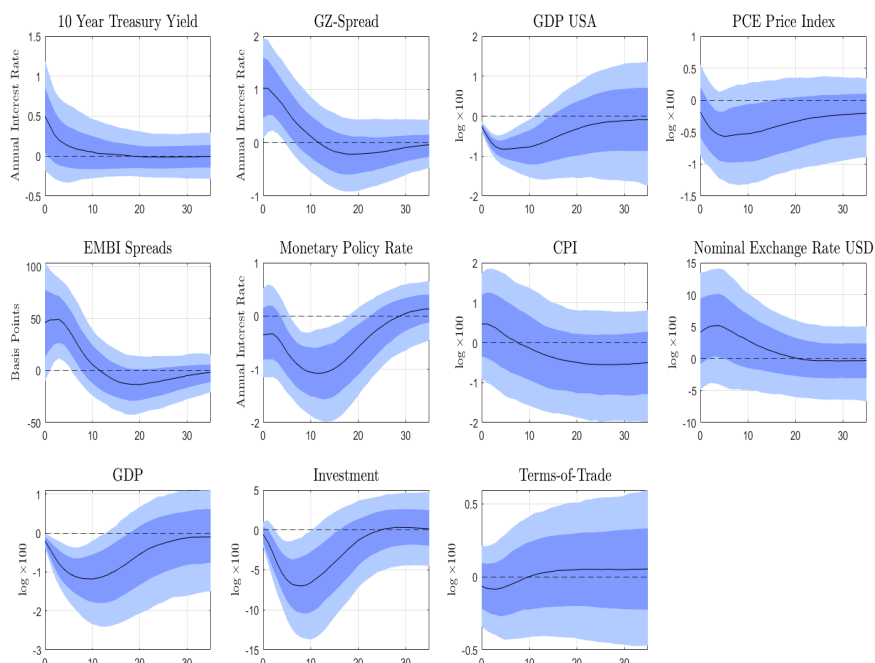 10 Year Treasury Yield
Annual Interest Rate
1.5
1
0.5
0
-0.5
0 10 20 30
GZ-Spread
Annual Interest Rate
2
1
0
1
0 10 20 30
GDP USA
log ×100
2
1
0
-1
-2
0 10 20 30
PCE Price Index
log ×100
1
0.5
0
-0.5
-1
-1.5
0 10 20 30
EMBI Spreads
Basis Points
100
50
0
-50
0 10 20 30
Monetary Policy Rate
Annual Interest Rate
1
0
-1
-2
0 10 20 30
CPI
log ×100
2
1
0
-1
-2
0 10 20 30
Nominal Exchange Rate USD
log ×100
15
10
5
0
-5
-10
0 10 20 30
GDP
log ×100
1
0
-1
-2
-3
0 10 20 30
Investment
log ×100
5
0
-5
-10
-15
0 10 20 30
Terms-of-Trade
log ×100
0.5
0
-0.5
0 10 20 30